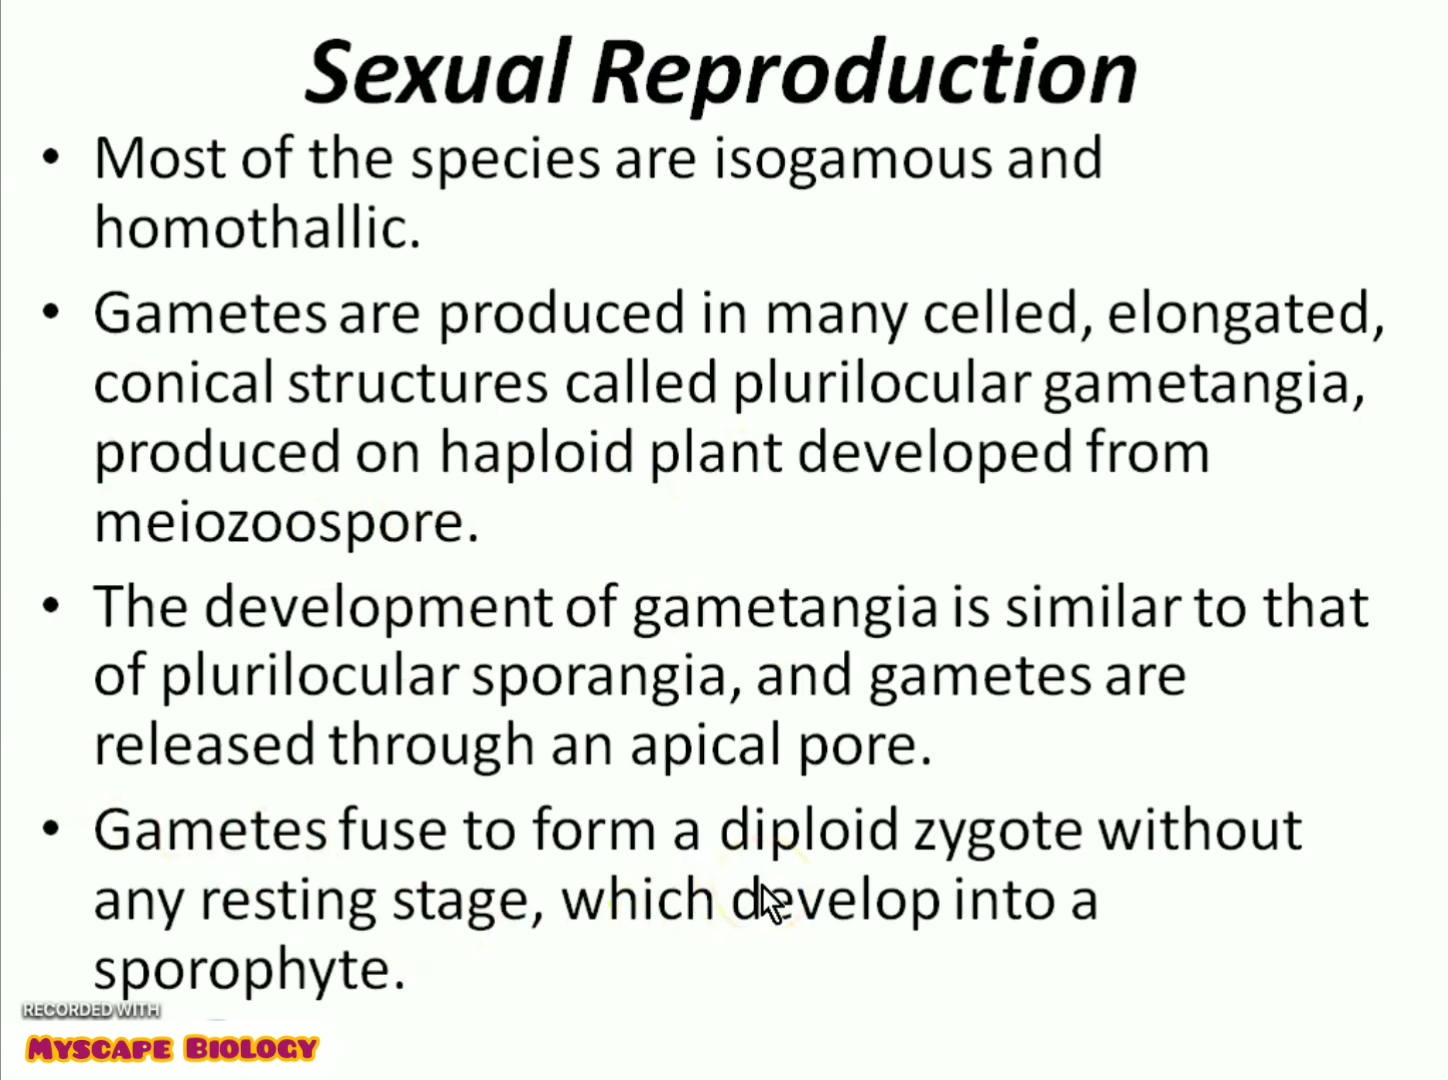 Sexual Reproduction
• Most of the species are isogamous and
homothallic.
• Gametes are produced in many celled, elongated,
conical structures called plurilocular gametangia,
produced on haploid plant developed from
meiozoospore.
• The development of gametangia is similar to that
of plurilocular sporangia, and gametes are
released through an apical pore.
• Gametes fuse to form a diploid zygote without
any resting stage, which develop into a
sporophyte.
RECORDED WITH
MYSCAPE BIOLOGY